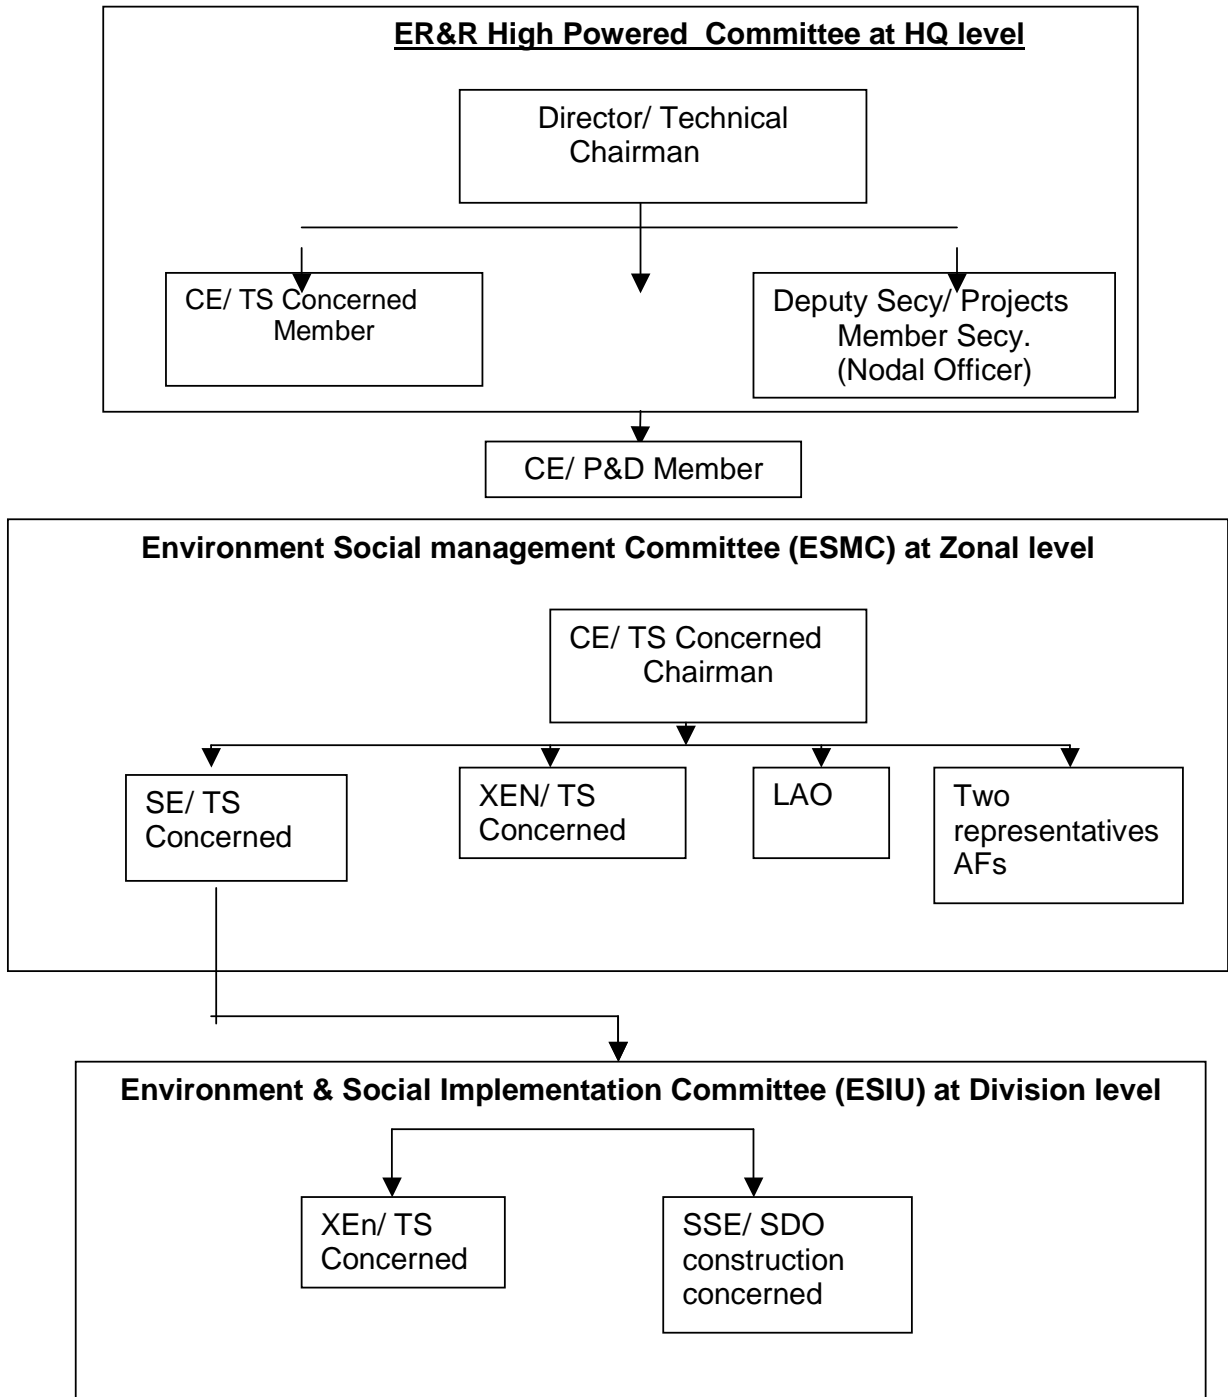 ER&R High Powered  Committee at HQ level
Director/ Technical
Chairman
CE/ TS Concerned
Member
Deputy Secy/ Projects
Member Secy.
(Nodal Officer)
CE/ P&D Member
Environment Social management Committee (ESMC) at Zonal level
CE/ TS Concerned
Chairman
SE/ TS
Concerned
XEN/ TS
Concerned
LAO
Two
representatives
AFs
Environment & Social Implementation Committee (ESIU) at Division level
XEn/ TS
Concerned
SSE/ SDO
construction
concerned